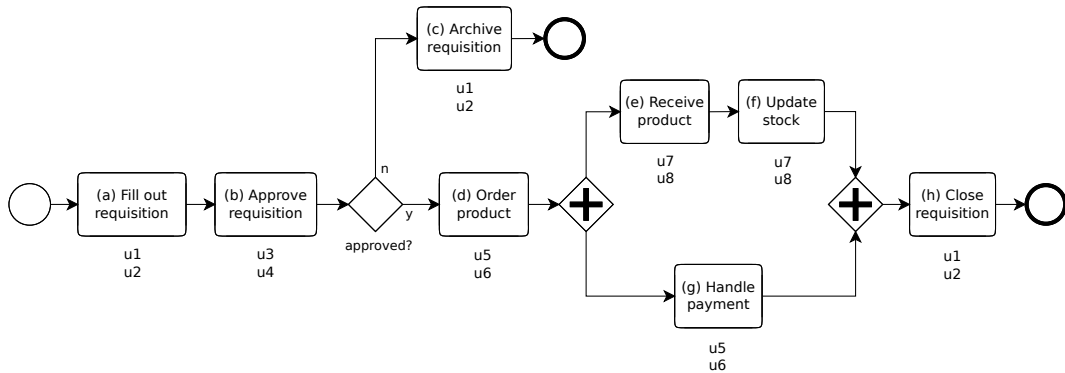 (c) Archive
requisition
u1
u2
(a) Fill out
requisition
u1
u2
(b) Approve
requisition
u3
u4
n
y
approved?
(d) Order
product
u5
u6
(e) Receive
product
u7
u8
(f) Update
stock
u7
u8
(g) Handle
payment
u5
u6
(h) Close
requisition
u1
u2